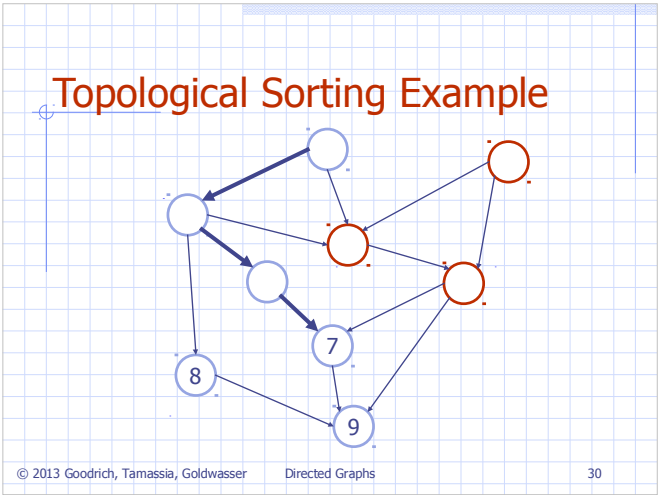 Topological Sorting Example
7
8
9
© 2013 Goodrich, Tamassia, Goldwasser Directed Graphs 30